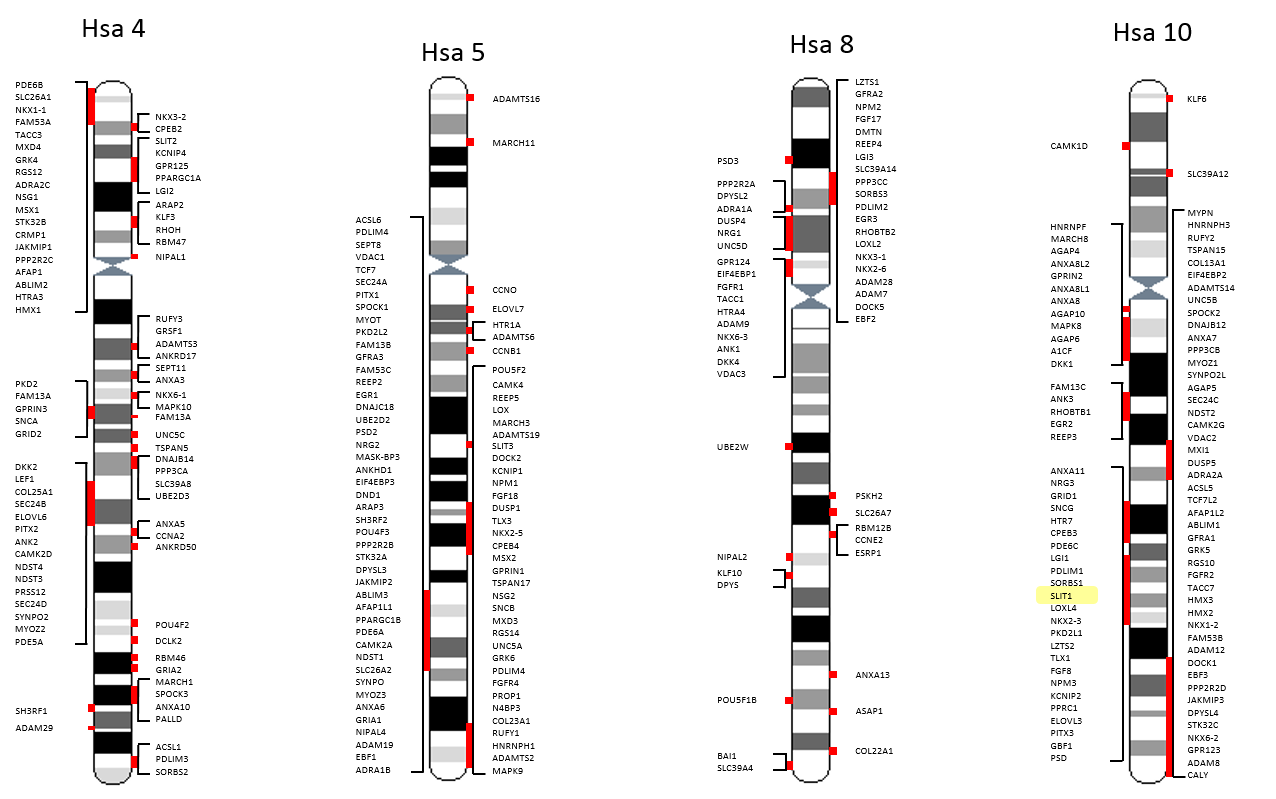 Hsa 4
PDE6B
SLC26A1
NKX1-1
FAM53A
TACC3
MXD4
GRK4
RGS12
ADRA2C
NSG1
MSX1
STK32B
CRMP1
JAKMIP1
PPP2R2C
AFAP1
ABLIM2
HTRA3
HMX1
PKD2
FAM13A
GPRIN3
SNCA
GRID2
DKK2
LEF1
COL25A1
SEC24B
ELOVL6
PITX2
ANK2
CAMK2D
NDST4
NDST3
PRSS12
SEC24D
SYNPO2
MYOZ2
PDE5A
SH3RF1
ADAM29
NKX3-2
CPEB2
SLIT2
KCNIP4
GPR125
PPARGC1A
LGI2
ARAP2
KLF3
RHOH
RBM47
NIPAL1
RUFY3
GRSF1
ADAMTS3
ANKRD17
SEPT11
ANXA3
NKX6-1
MAPK10
FAM13A
UNC5C
TSPAN5
DNAJB14
PPP3CA
SLC39A8
UBE2D3
ANXA5
CCNA2
ANKRD50
POU4F2
DCLK2
RBM46
GRIA2
MARCH1
SPOCK3
ANXA10
PALLD
ACSL1
PDLIM3
SORBS2
Hsa 5
ACSL6
PDLIM4
SEPT8
VDAC1
TCF7
SEC24A
PITX1
SPOCK1
MYOT
PKD2L2
FAM13B
GFRA3
FAM53C
REEP2
EGR1
DNAJC18
UBE2D2
PSD2
NRG2
MASK-BP3
ANKHD1
EIF4EBP3
DND1
ARAP3
SH3RF2
POU4F3
PPP2R2B
STK32A
DPYSL3
JAKMIP2
ABLIM3
AFAP1L1
PPARGC1B
PDE6A
CAMK2A
NDST1
SLC26A2
SYNPO
MYOZ3
ANXA6
GRIA1
NIPAL4
ADAM19
EBF1
ADRA1B
ADAMTS16
MARCH11
CCNO
ELOVL7
HTR1A
ADAMTS6
CCNB1
POU5F2
CAMK4
REEP5
LOX
MARCH3
ADAMTS19
SLIT3
DOCK2
KCNIP1
NPM1
FGF18
DUSP1
TLX3
NKX2-5
CPEB4
MSX2
GPRIN1
TSPAN17
NSG2
SNCB
MXD3
RGS14
UNC5A
GRK6
PDLIM4
FGFR4
PROP1
N4BP3
COL23A1
RUFY1
HNRNPH1
ADAMTS2
MAPK9
Hsa 8
PSD3
PPP2R2A
DPYSL2
ADRA1A
DUSP4
NRG1
UNC5D
GPR124
EIF4EBP1
FGFR1
TACC1
HTRA4
ADAM9
NKX6-3
ANK1
DKK4
VDAC3
UBE2W
NIPAL2
KLF10
DPYS
POU5F1B
BAI1
SLC39A4
LZTS1
GFRA2
NPM2
FGF17
DMTN
REEP4
LGI3
SLC39A14
PPP3CC
SORBS3
PDLIM2
EGR3
RHOBTB2
LOXL2
NKX3-1
NKX2-6
ADAM28
ADAM7
DOCK5
EBF2
PSKH2
SLC26A7
RBM12B
CCNE2
ESRP1
ANXA13
ASAP1
COL22A1
Hsa 10
CAMK1D
HNRNPF
MARCH8
AGAP4
ANXA8L2
GPRIN2
ANXA8L1
ANXA8
AGAP10
MAPK8
AGAP6
A1CF
DKK1
FAM13C
ANK3
RHOBTB1
EGR2
REEP3
ANXA11
NRG3
GRID1
SNCG
HTR7
CPEB3
PDE6C
LGI1
PDLIM1
SORBS1
SLIT1
LOXL4
NKX2-3
PKD2L1
LZTS2
TLX1
FGF8
NPM3
KCNIP2
PPRC1
ELOVL3
PITX3
GBF1
PSD
KLF6
SLC39A12
MYPN
HNRNPH3
RUFY2
TSPAN15
COL13A1
EIF4EBP2
ADAMTS14
UNC5B
SPOCK2
DNAJB12
ANXA7
PPP3CB
MYOZ1
SYNPO2L
AGAP5
SEC24C
NDST2
CAMK2G
VDAC2
MXI1
DUSP5
ADRA2A
ACSL5
TCF7L2
AFAP1L2
ABLIM1
GFRA1
GRK5
RGS10
FGFR2
TACC7
HMX3
HMX2
NKX1-2
FAM53B
ADAM12
DOCK1
EBF3
PPP2R2D
JAKMIP3
DPYSL4
STK32C
NKX6-2
GPR123
ADAM8
CALY